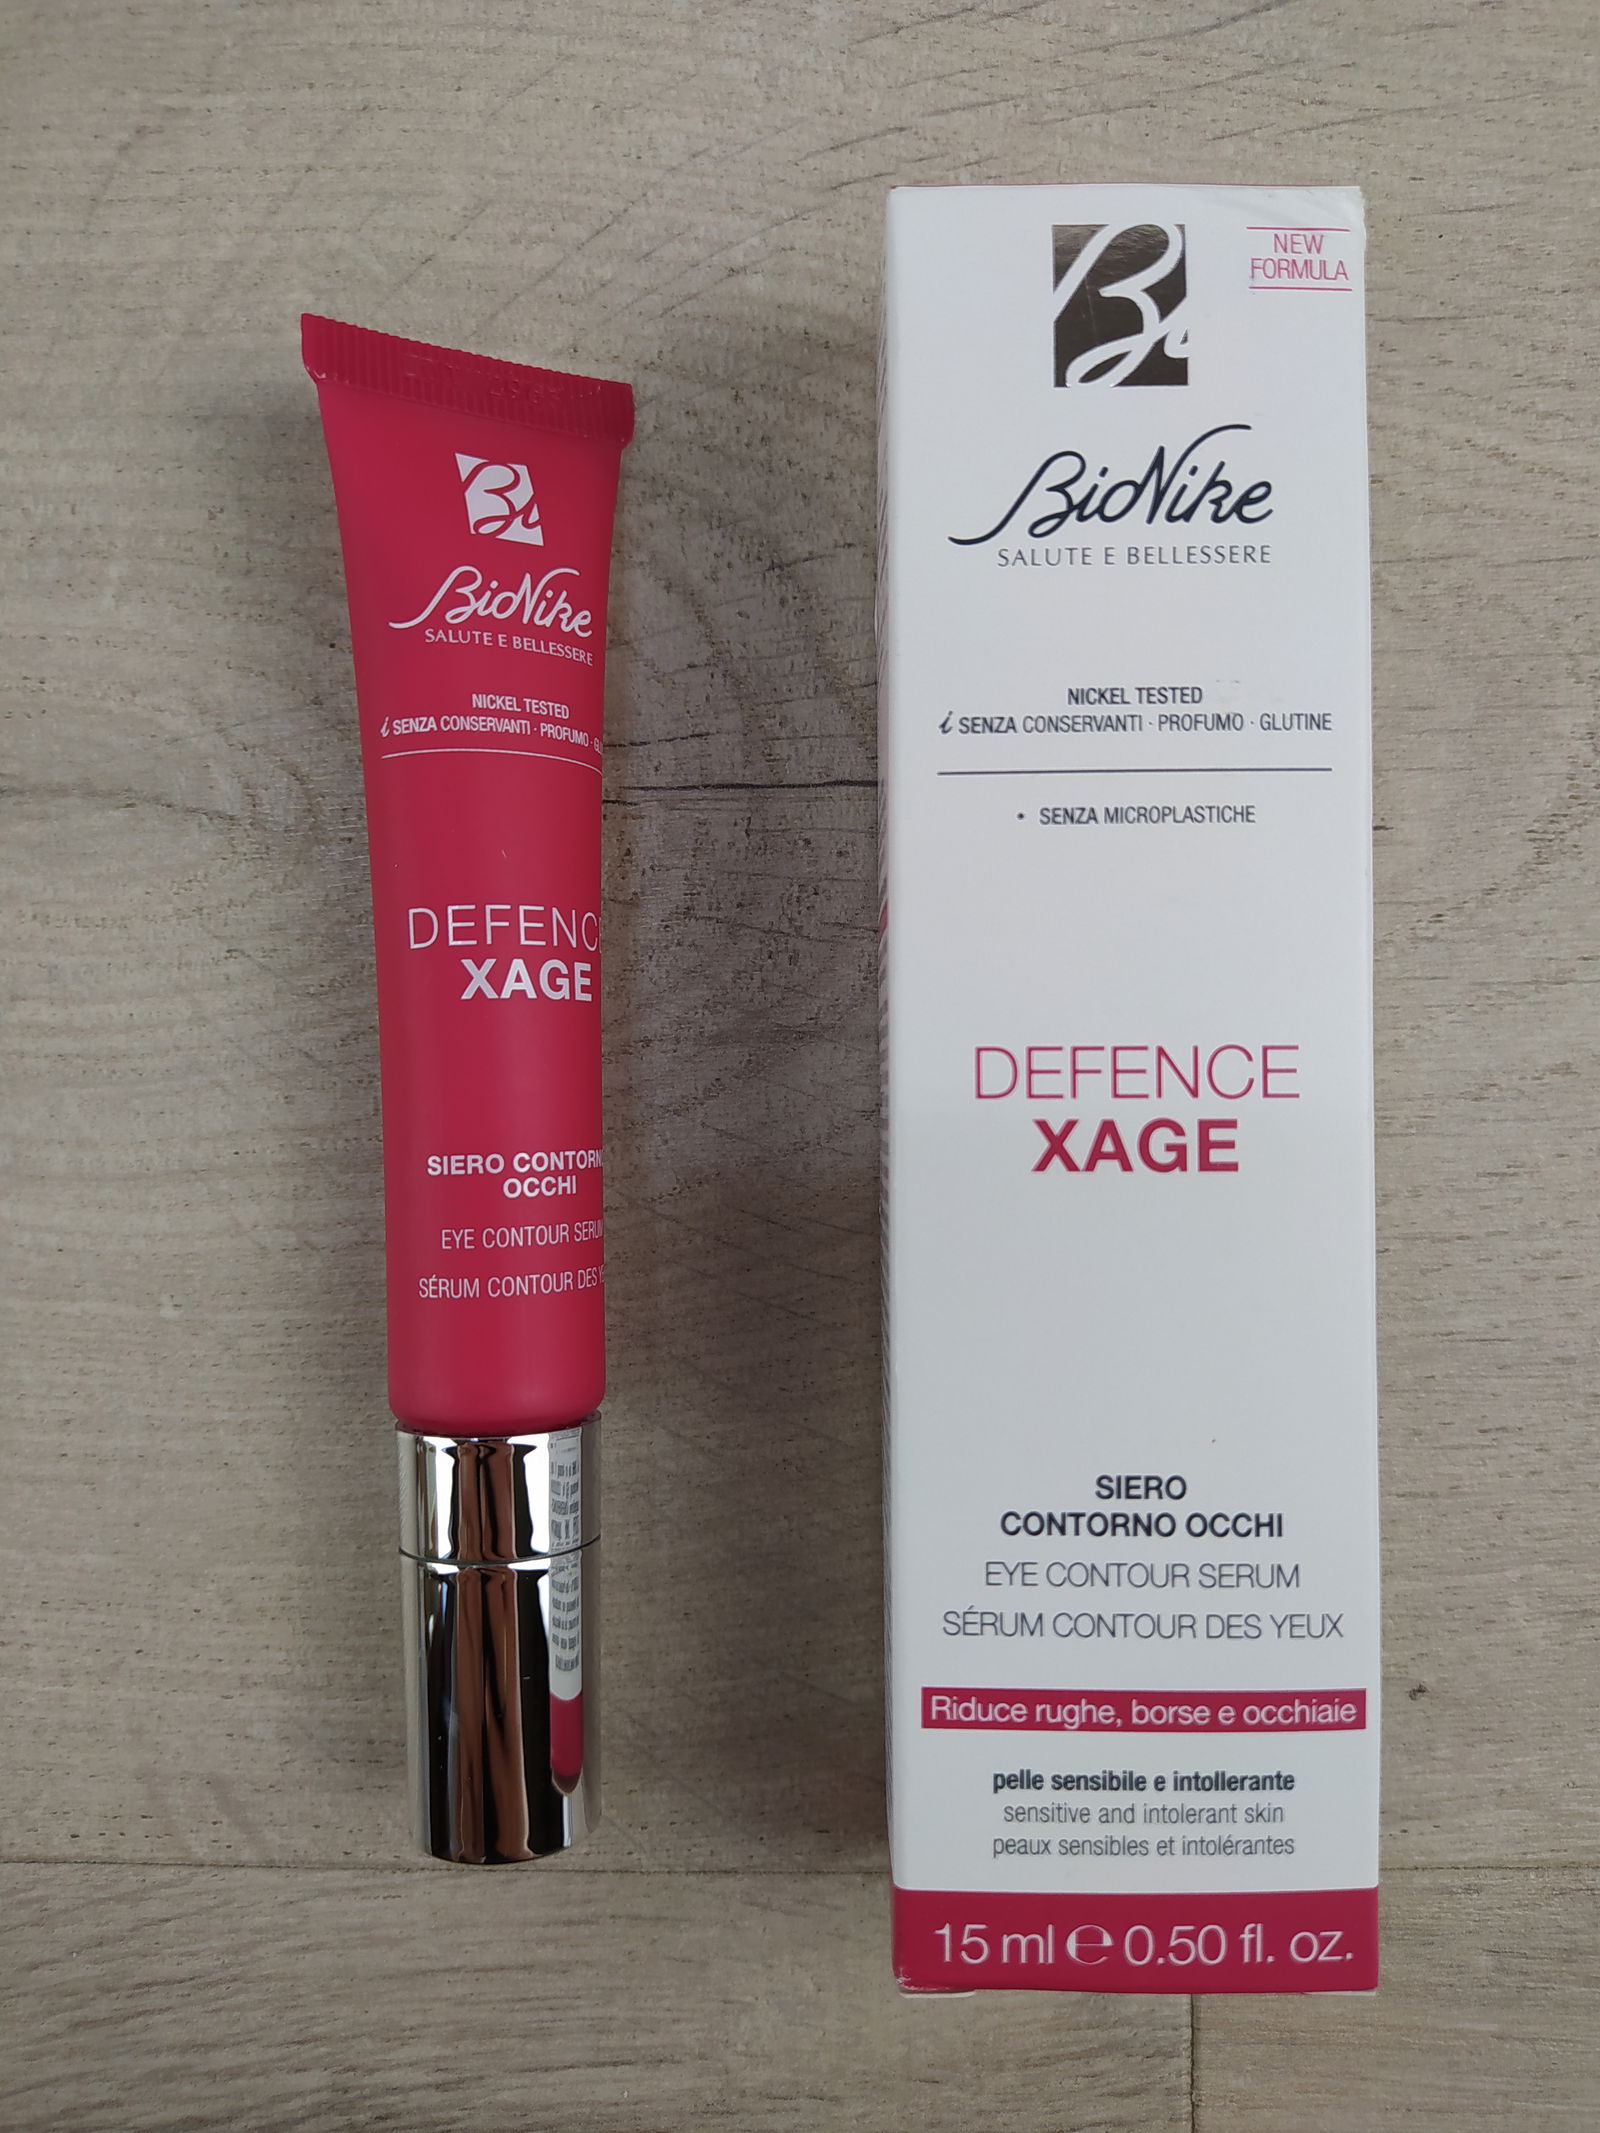 BioNike
SALUTE E BELLESSERE
NICKEL TESTED
i SENZA CONSERVANTI · PROFUMO ·
DEFENCE
XAGE
SIERO CONTORNO
OCCHI
EYE CONTOUR SERUM
SÉRUM CONTOUR DES
NEW
FORMULA
BioNike
SALUTE E BELLESSERE
NICKEL TESTED
i SENZA CONSERVANTI · PROFUMO · GLUTINE
• SENZA MICROPLASTICHE
DEFENCE
XAGE
SIERO
CONTORNO OCCHI
EYE CONTOUR SERUM
SÉRUM CONTOUR DES YEUX
Riduce rughe, borse e occhiaie
pelle sensibile e intollerante
sensitive and intolerant skin
peaux sensibles et intolérantes
15 ml ℮ 0.50 fl. oz.